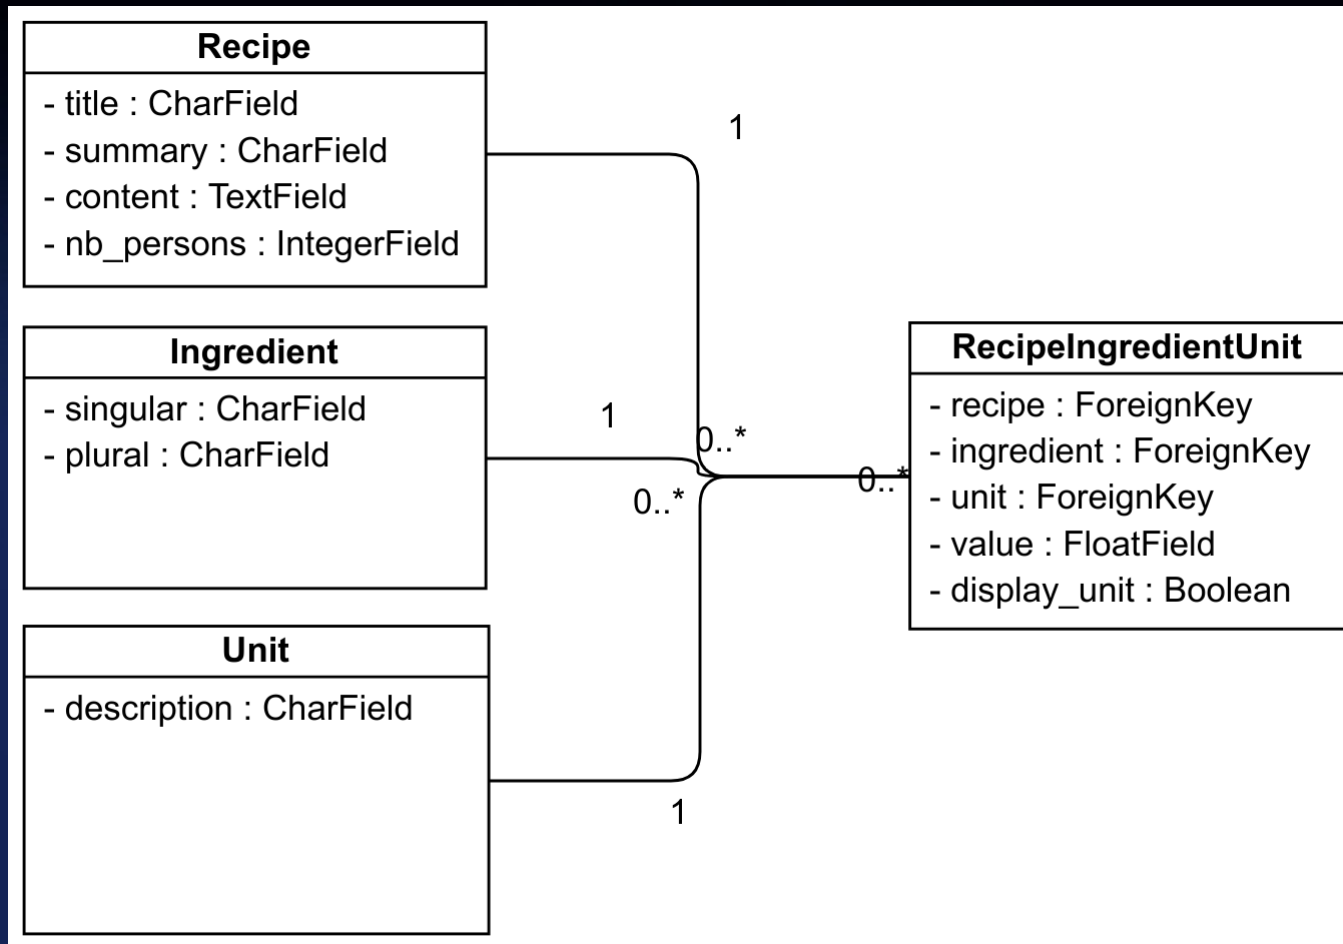 Recipe
- title : CharField
- summary : CharField
- content : TextField
- nb_persons : IntegerField
1
Ingredient
- singular : CharField
- plural : CharField
1
0..*
0..*
0..*
RecipeIngredientUnit
- recipe : ForeignKey
- ingredient : ForeignKey
- unit : ForeignKey
- value : FloatField
- display_unit : Boolean
Unit
- description : CharField
1